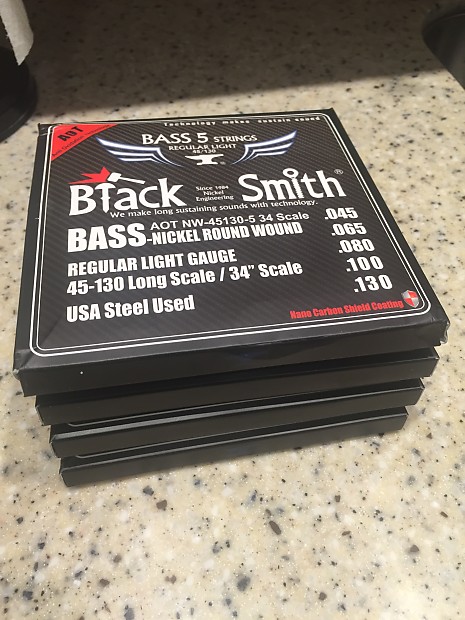 Technology makes sustain sound
AOT
BASS 5 STRINGS
REGULAR LIGHT
45/130
Black Smith®
Since 1984
Nickel
Engineering
We make long sustaining sounds with technology.
AOT NW-45130-5 34 Scale
BASS-NICKEL ROUND WOUND
REGULAR LIGHT GAUGE
45-130 Long Scale / 34" Scale
USA Steel Used
.045
.065
.080
.100
.130
Nano Carbon Shield Coating